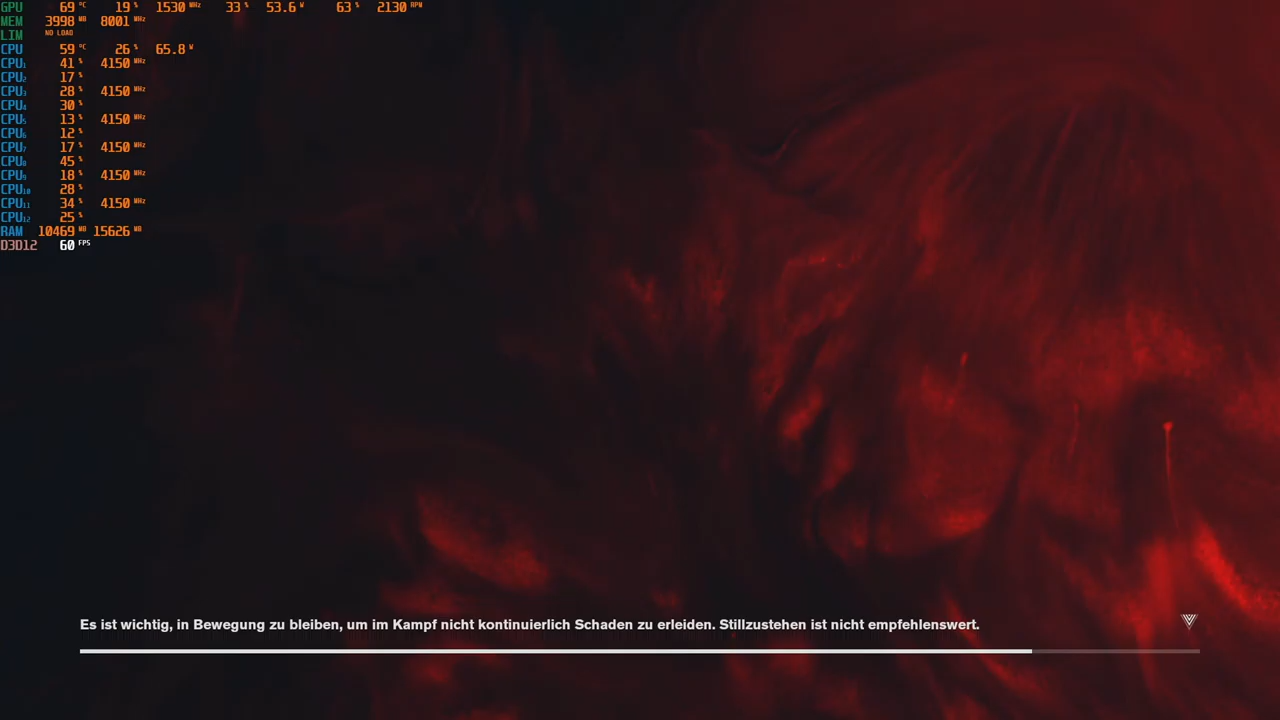 GPU 69 °C 19 % 1530 MHz 33 % 53.6 W 63 % 2130 RPM
MEM 3998 MB 8001 MHz
LIM NO LOAD
CPU 59 °C 26 % 65.8 W
CPU1 41 % 4150 MHz
CPU2 17 %
CPU3 28 % 4150 MHz
CPU4 30 %
CPU5 13 % 4150 MHz
CPU6 12 %
CPU7 17 % 4150 MHz
CPU8 45 %
CPU9 18 % 4150 MHz
CPU10 28 %
CPU11 34 % 4150 MHz
CPU12 25 %
RAM 10469 MB 15626 MB
D3D12 60 FPS
Es ist wichtig, in Bewegung zu bleiben, um im Kampf nicht kontinuierlich Schaden zu erleiden. Stillzustehen ist nicht empfehlenswert.